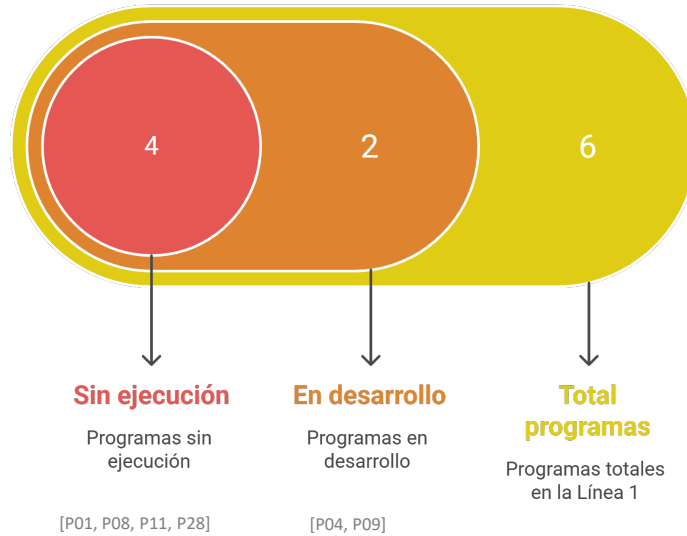 4
2
6
Sin ejecución
Programas sin
ejecución
[P01, P08, P11, P28]
En desarrollo
Programas en
desarrollo
[P04, P09]
Total
programas
Programas totales
en la Línea 1